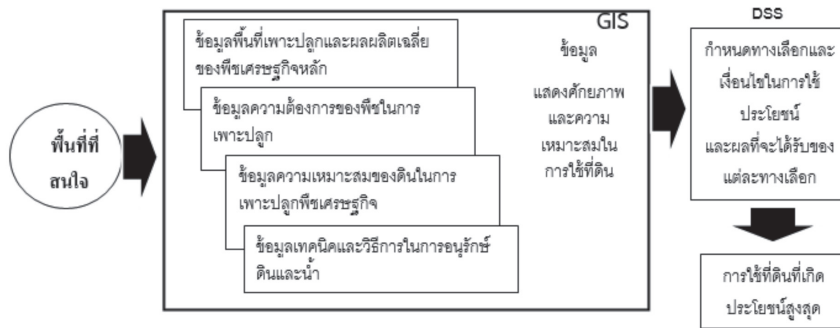 พื้นที่ที่
สนใจ
GIS
ข้อมูลพื้นที่เพาะปลูกและผลผลิตเฉลี่ย
ของพืชเศรษฐกิจหลัก
ข้อมูลความต้องการของพืชในการ
เพาะปลูก
ข้อมูลความเหมาะสมของดินในการ
เพาะปลูกพืชเศรษฐกิจ
ข้อมูลเทคนิคและวิธีการในการอนุรักษ์
ดินและน้ำ
ข้อมูล
แสดงศักยภาพ
และความ
เหมาะสมใน
การใช้ที่ดิน
DSS
กำหนดทางเลือกและ
เงื่อนไขในการใช้
ประโยชน์
และผลที่จะได้รับของ
แต่ละทางเลือก
การใช้ที่ดินที่เกิด
ประโยชน์สูงสุด